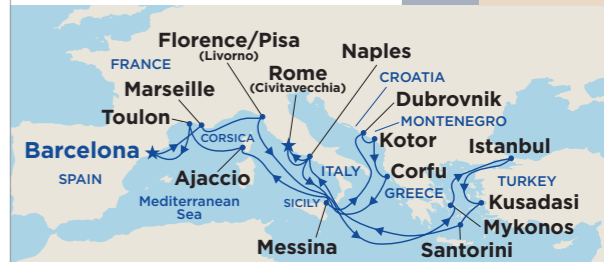 Florence/Pisa
(Livorno)
Naples
FRANCE
Rome
(Civitavecchia)
CROATIA
Marseille
Dubrovnik
Toulon
MONTENEGRO
CORSICA
Kotor
Istanbul
Barcelona
Ajaccio
ITALY
Corfu
SPAIN
TURKEY
GREECE
Mediterranean
Sea
SICILY
Kusadasi
Mykonos
Messina
Santorini